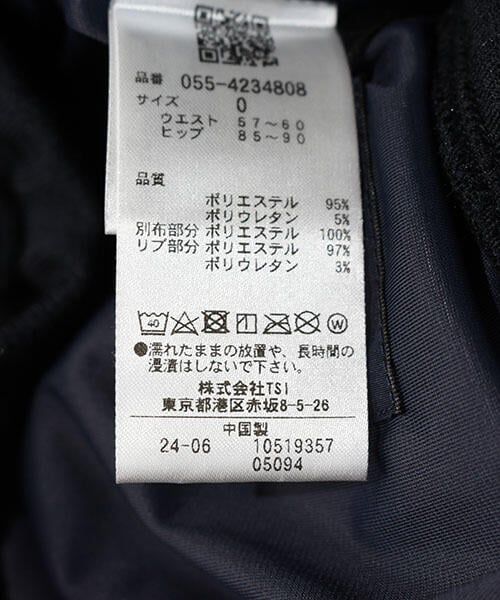 品番 055-4234808
サイズ 0
ウエスト 57~60
ヒップ 85~90
品質
ポリエステル 95%
ポリウレタン 5%
別布部分 ポリエステル 100%
リブ部分 ポリエステル 97%
ポリウレタン 3%
40 W
●濡れたままの放置や、長時間の
浸漬はしないで下さい。
株式会社TSI
東京都港区赤坂8-5-26
中国製
24-06 10519357
05094